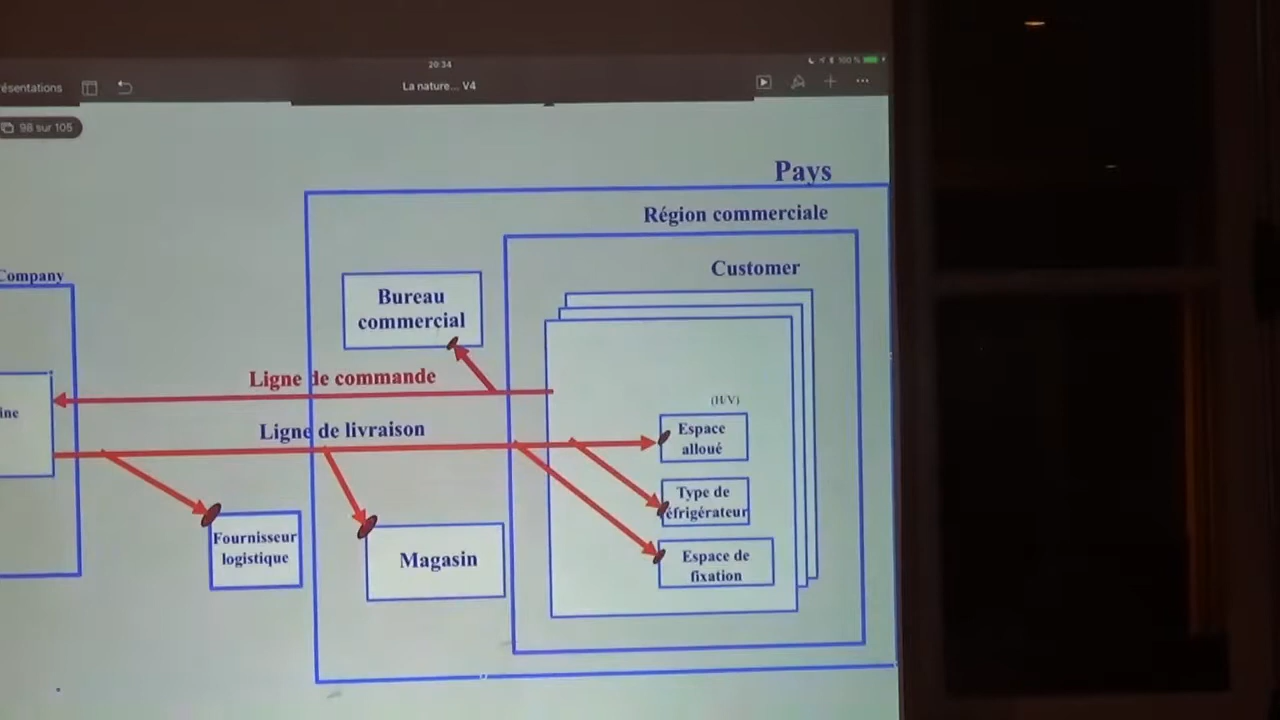 20:34
100 %
ésentations
La nature... V4
98 sur 105
Pays
Région commerciale
Customer
Company
Bureau
commercial
Ligne de commande
ine
(H/V)
Espace
alloué
Ligne de livraison
Type de
éfrigérateur
Fournisseur
logistique
Magasin
Espace de
fixation